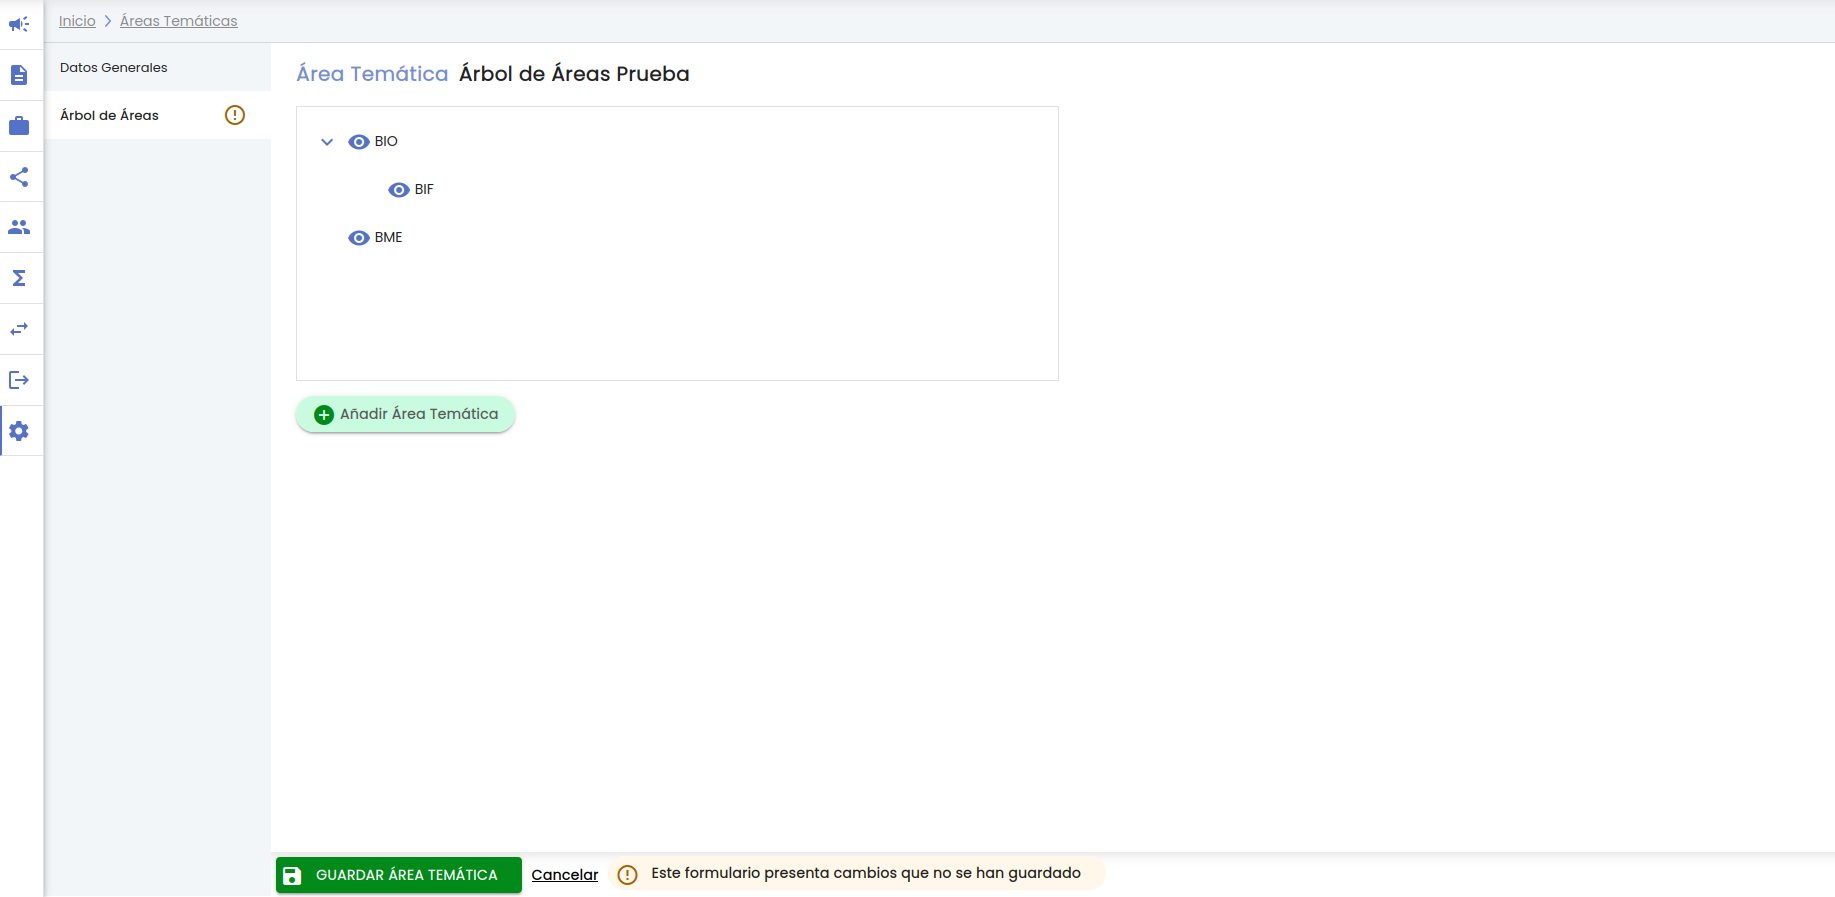 Inicio > Áreas Temáticas
Datos Generales
Árbol de Áreas
Área Temática Árbol de Áreas Prueba
BIO
BIF
BME
Añadir Área Temática
GUARDAR ÁREA TEMÁTICA
Cancelar
Este formulario presenta cambios que no se han guardado